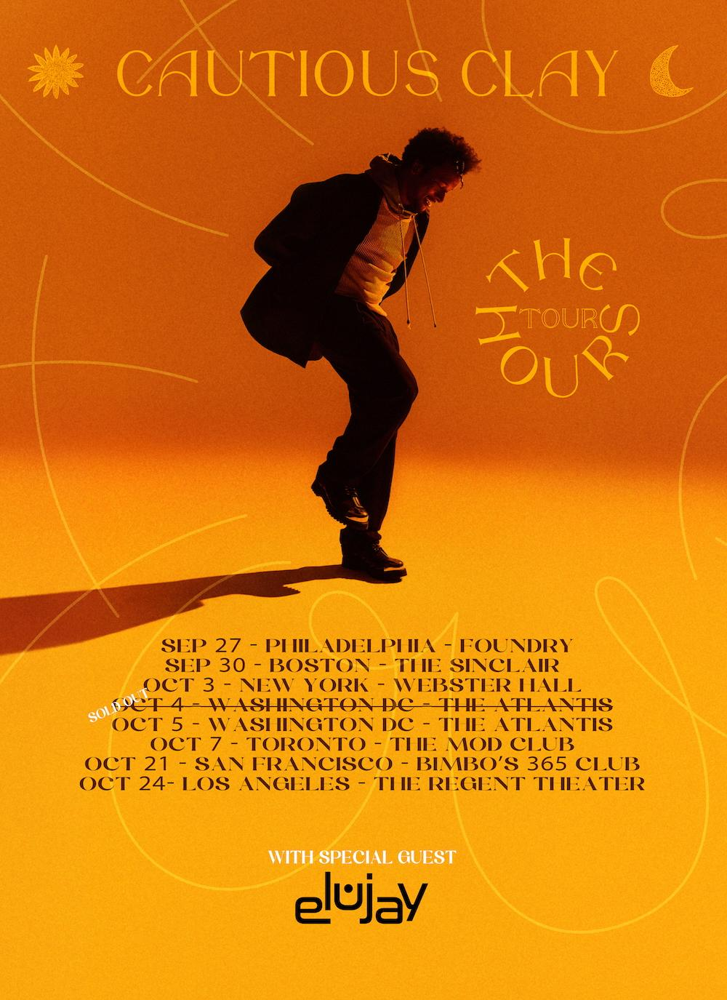 CAUTIOUS CLAY
THE
TOUR
HOURS
SEP 27 - PHILADELPHIA - FOUNDRY
SEP 30 - BOSTON - THE SINCLAIR
OCT 3 - NEW YORK - WEBSTER HALL
SOLD OUT
OCT 4 - WASHINGTON DC - THE ATLANTIS
OCT 5 - WASHINGTON DC - THE ATLANTIS
OCT 7 - TORONTO - THE MOD CLUB
OCT 21 - SAN FRANCISCO - BIMBO'S 365 CLUB
OCT 24- LOS ANGELES - THE REGENT THEATER
WITH SPECIAL GUEST
elujay